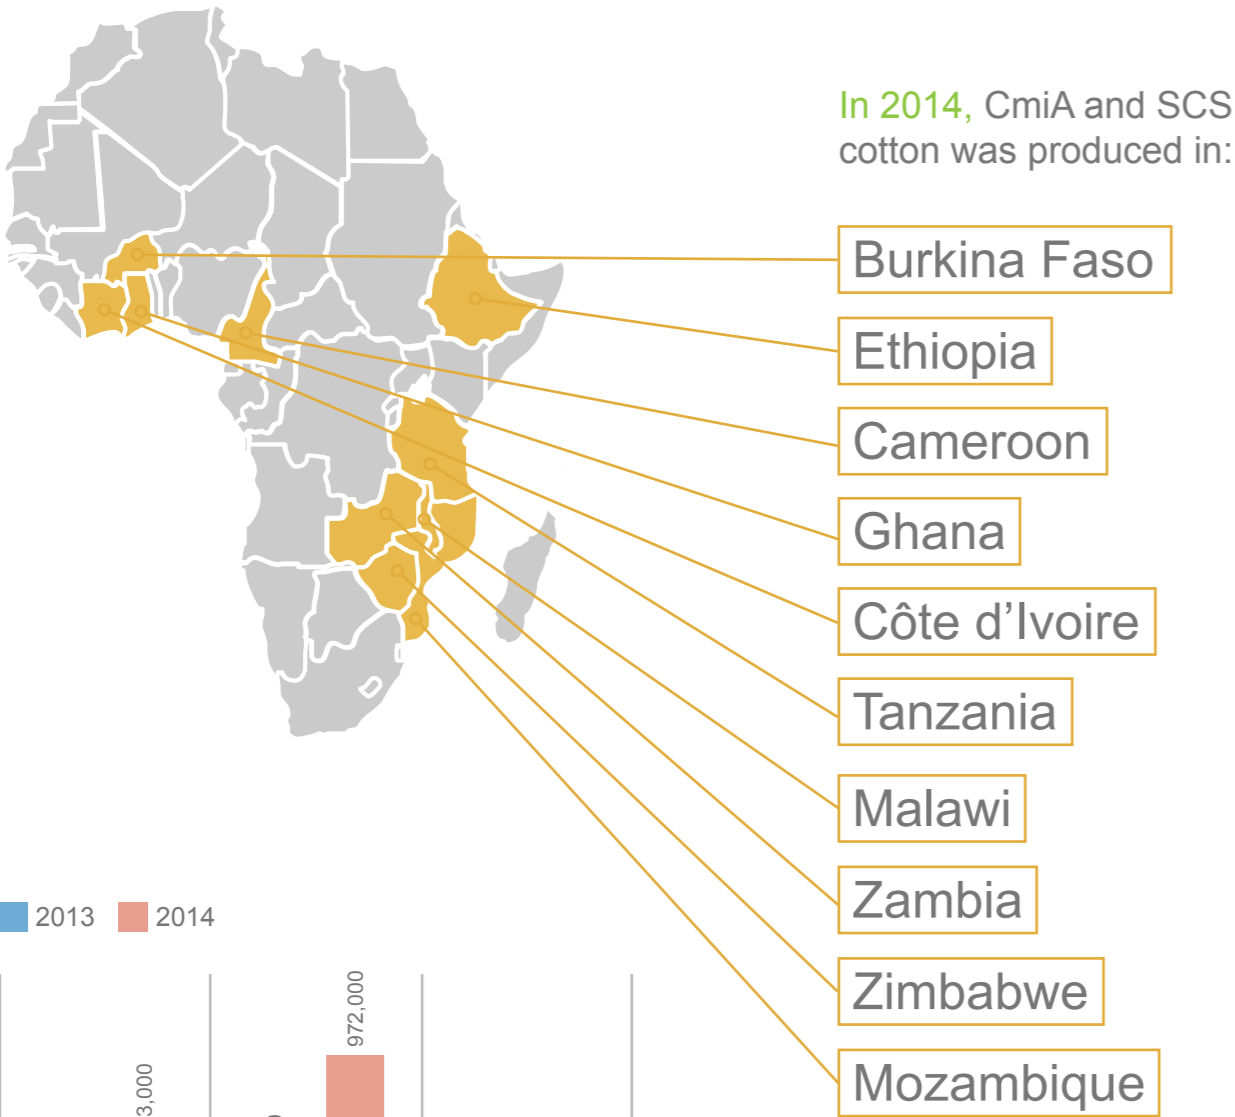 In 2014, CmiA and SCS
cotton was produced in:
Burkina Faso
Ethiopia
Cameroon
Ghana
Côte d’Ivoire
Tanzania
Malawi
Zambia
Zimbabwe
Mozambique
2013 2014
972,000